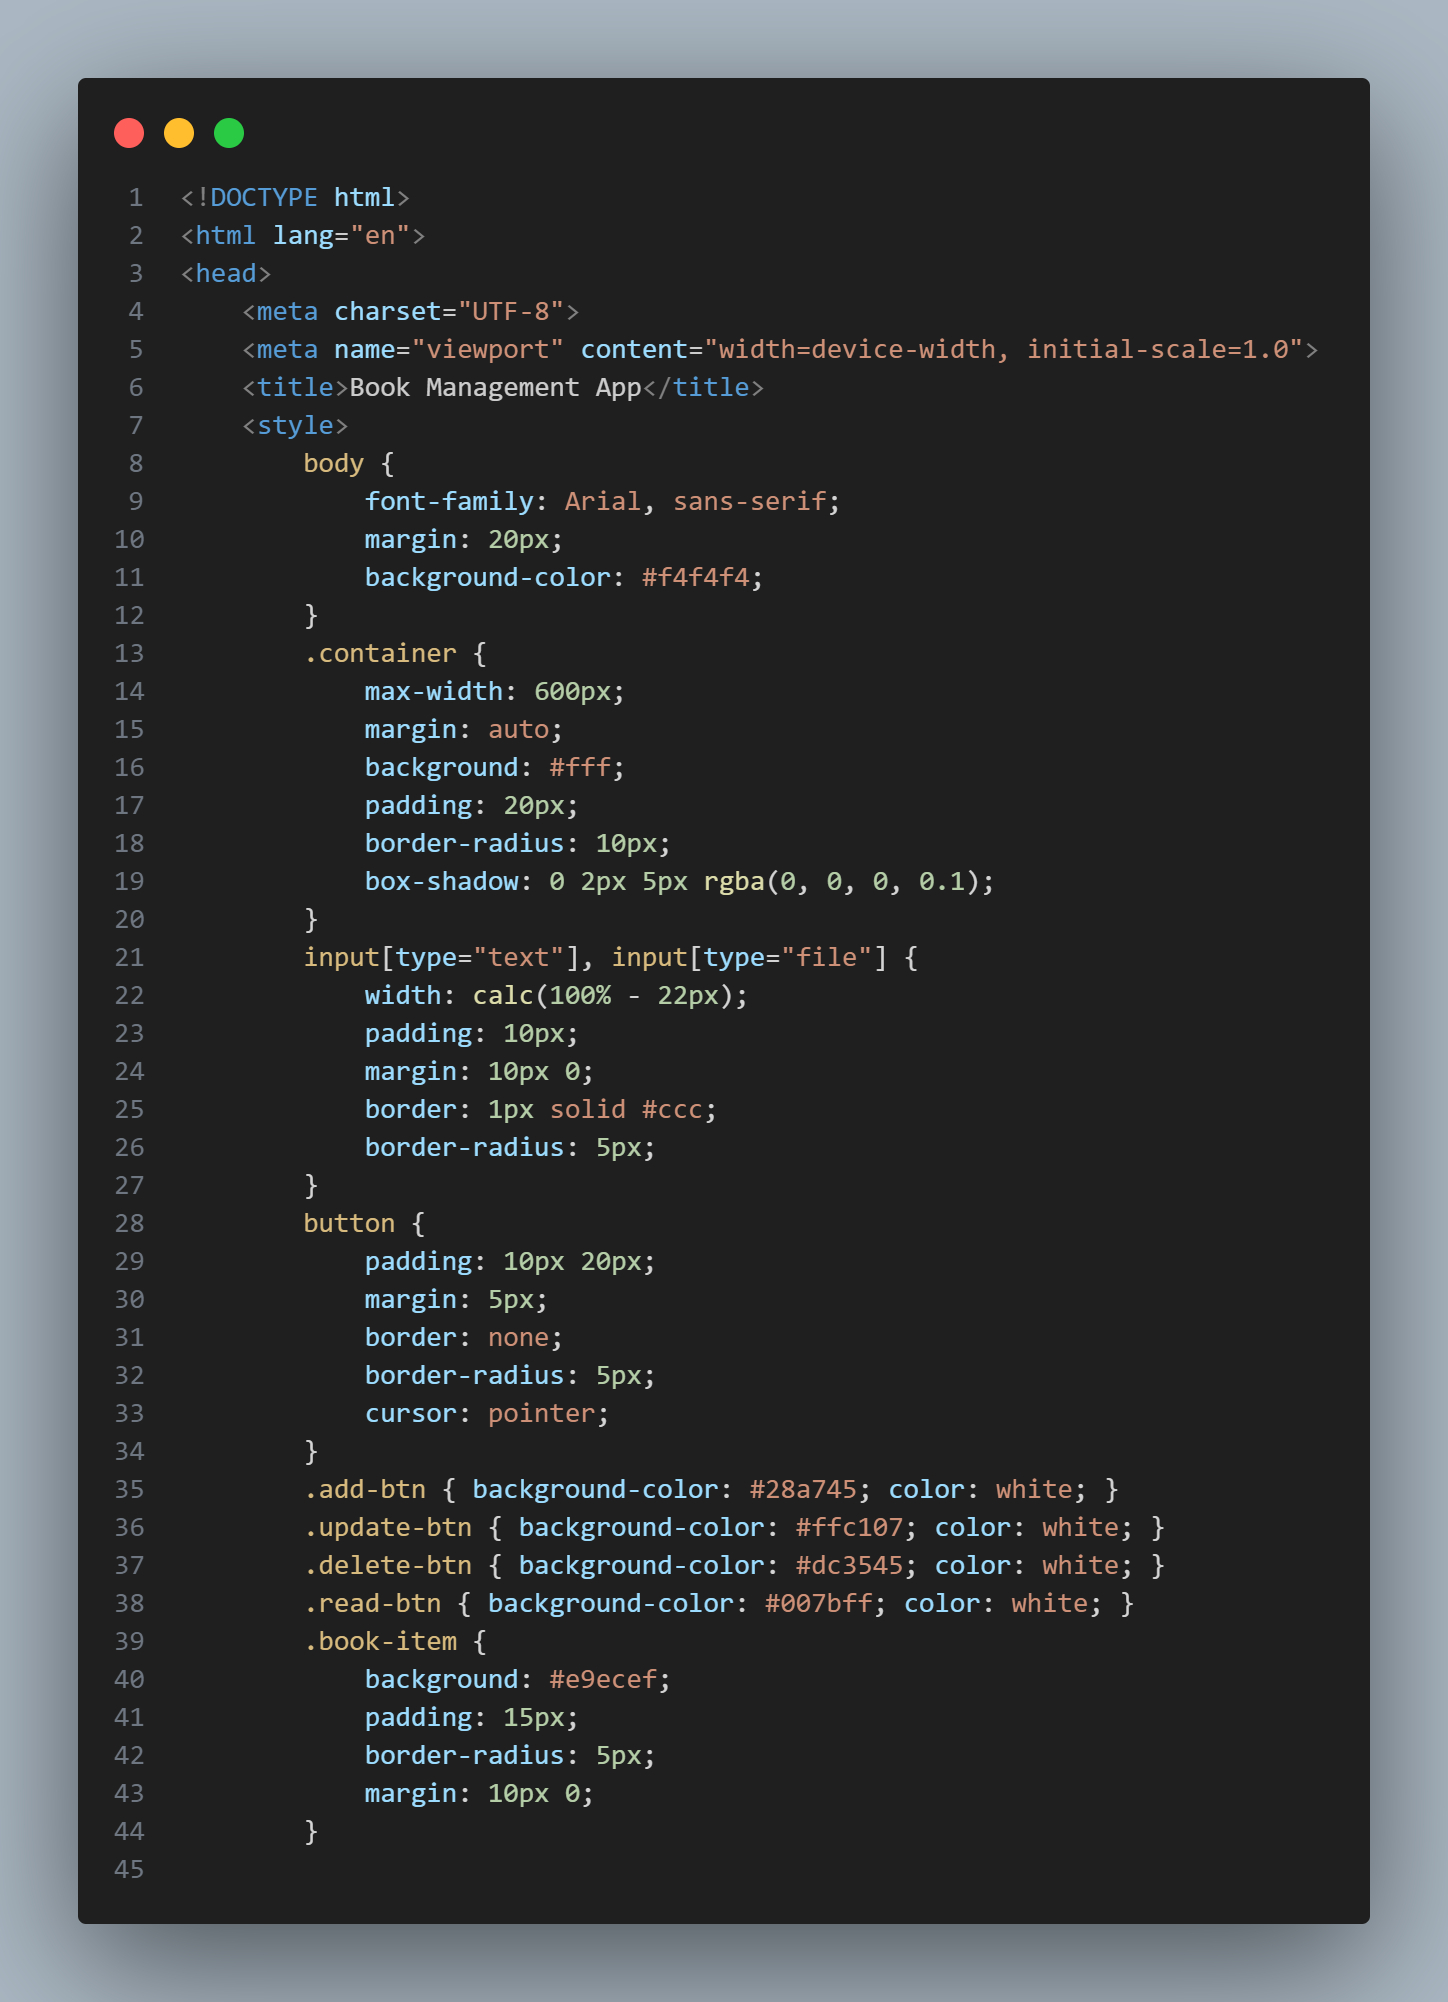 1 <!DOCTYPE html>
2 <html lang="en">
3 <head>
4     <meta charset="UTF-8">
5     <meta name="viewport" content="width=device-width, initial-scale=1.0">
6     <title>Book Management App</title>
7     <style>
8         body {
9             font-family: Arial, sans-serif;
10             margin: 20px;
11             background-color: #f4f4f4;
12         }
13         .container {
14             max-width: 600px;
15             margin: auto;
16             background: #fff;
17             padding: 20px;
18             border-radius: 10px;
19             box-shadow: 0 2px 5px rgba(0, 0, 0, 0.1);
20         }
21         input[type="text"], input[type="file"] {
22             width: calc(100% - 22px);
23             padding: 10px;
24             margin: 10px 0;
25             border: 1px solid #ccc;
26             border-radius: 5px;
27         }
28         button {
29             padding: 10px 20px;
30             margin: 5px;
31             border: none;
32             border-radius: 5px;
33             cursor: pointer;
34         }
35         .add-btn { background-color: #28a745; color: white; }
36         .update-btn { background-color: #ffc107; color: white; }
37         .delete-btn { background-color: #dc3545; color: white; }
38         .read-btn { background-color: #007bff; color: white; }
39         .book-item {
40             background: #e9ecef;
41             padding: 15px;
42             border-radius: 5px;
43             margin: 10px 0;
44         }
45